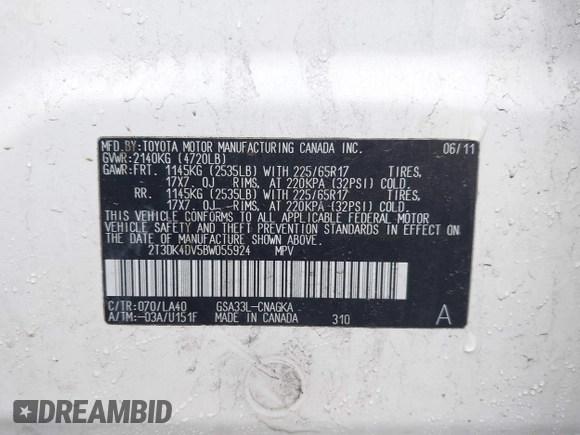 MFD.BY:TOYOTA MOTOR MANUFACTURING CANADA INC. 06/11
GVWR:2140KG (4720LB)
GAWR:FRT. 1145KG (2535LB) WITH 225/65R17 TIRES,
17X7. 0J RIMS, AT 220KPA (32PSI) COLD
RR. 1145KG (2535LB) WITH 225/65R17 TIRES,
17X7. 0J RIMS, AT 220KPA (32PSI) COLD.
THIS VEHICLE CONFORMS TO ALL APPLICABLE FEDERAL MOTOR
VEHICLE SAFETY AND THEFT PREVENTION STANDARDS IN
EFFECT ON THE DATE OF MANUFACTURE SHOWN ABOVE.
2T3DK4DV5BW055924 MPV
C/TR:070/LA40 GSA33L-CNAGKA
A/TM:-03A/U151F MADE IN CANADA 310 A
DREAMBID